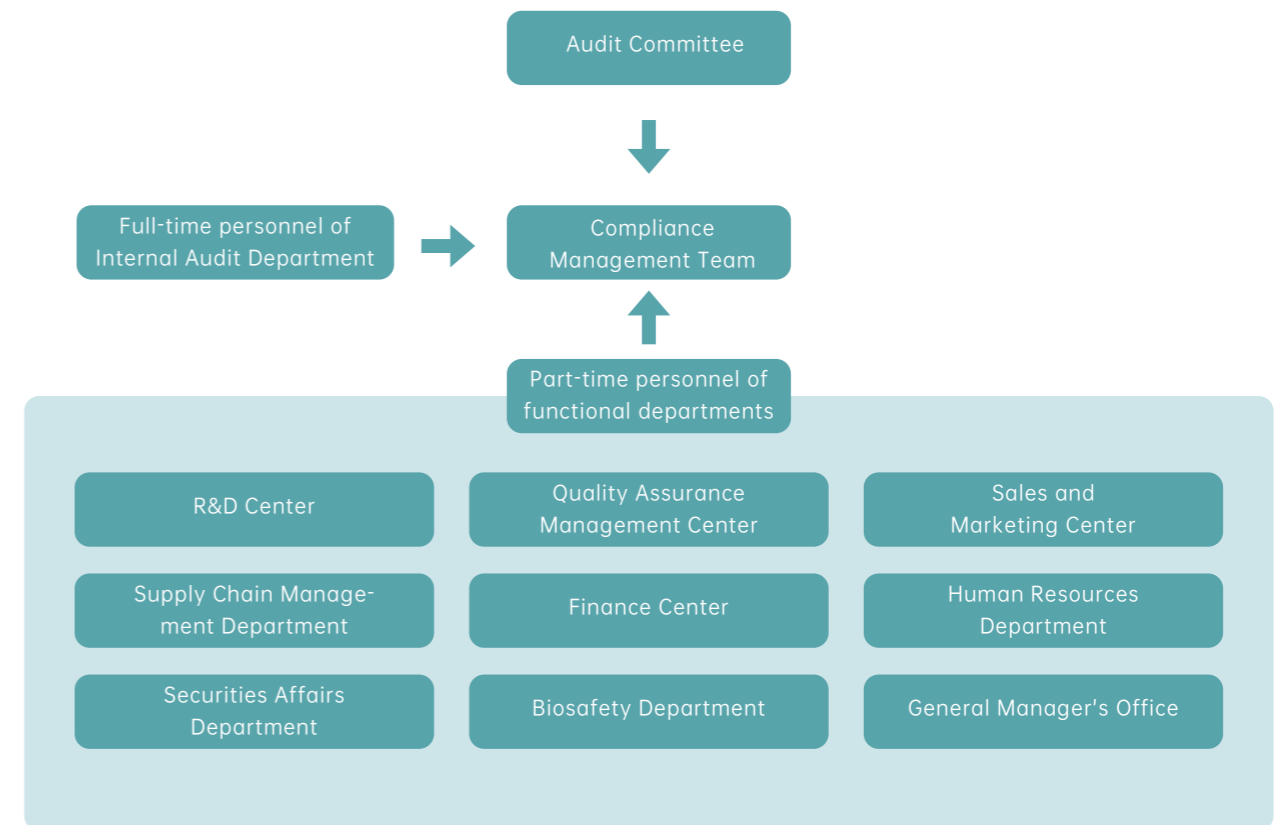 Audit Committee
Full-time personnel of
Internal Audit Department
Compliance
Management Team
Part-time personnel of
functional departments
R&D Center
Quality Assurance
Management Center
Sales and
Marketing Center
Supply Chain Manage-
ment Department
Finance Center
Human Resources
Department
Securities Affairs
Department
Biosafety Department
General Manager's Office